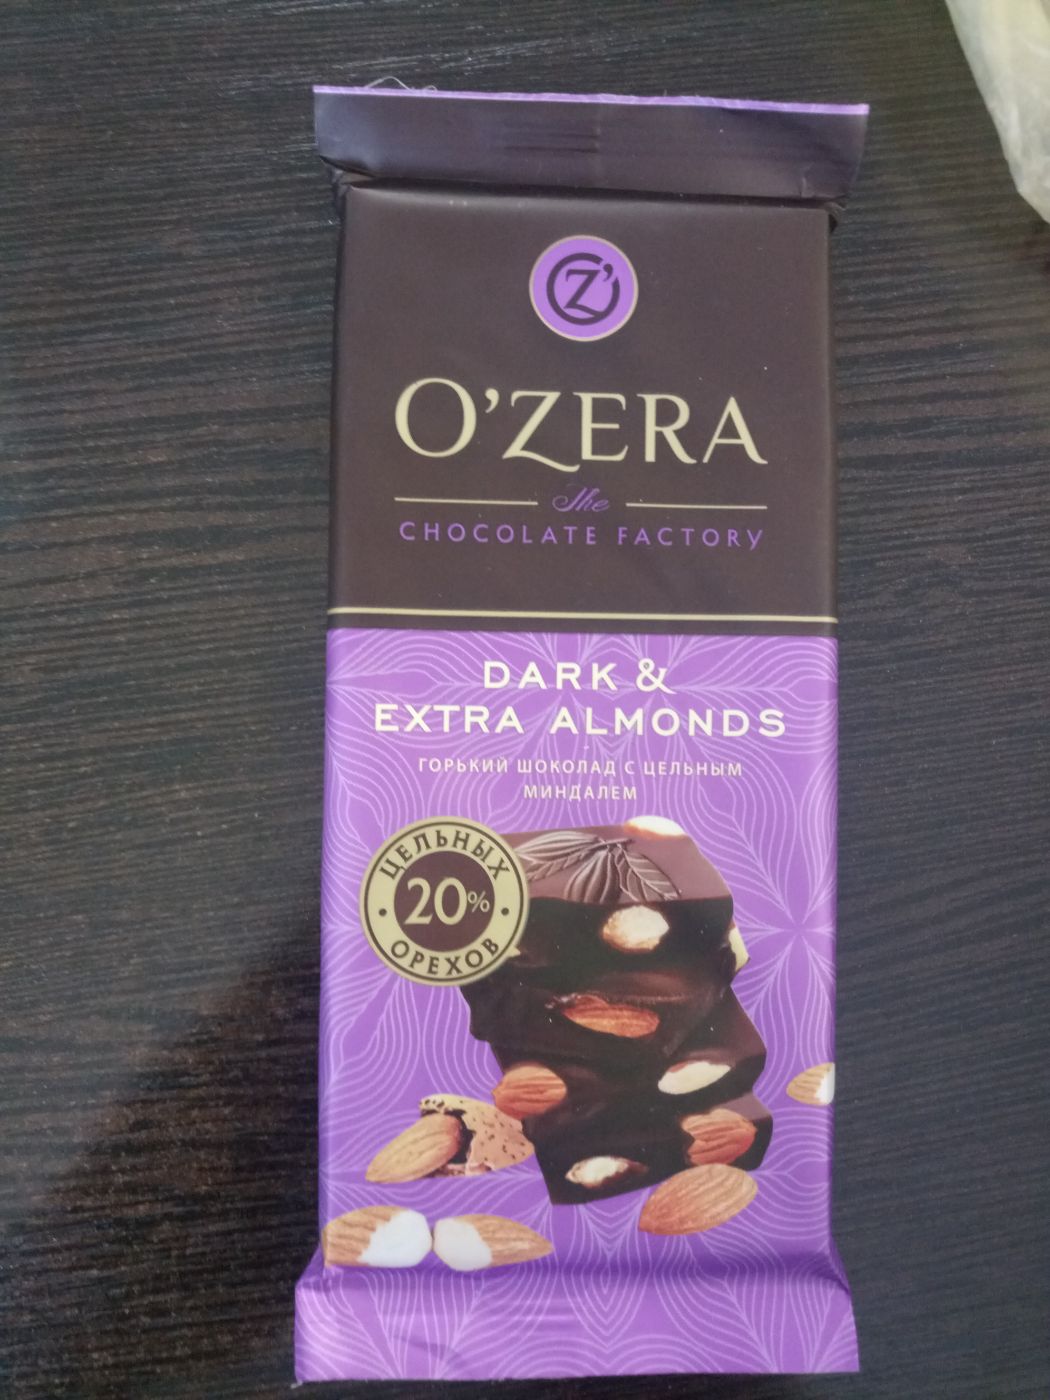 Z'
O'ZERA
The
CHOCOLATE FACTORY
DARK &
EXTRA ALMONDS
ГОРЬКИЙ ШОКОЛАД С ЦЕЛЬНЫМ
МИНДАЛЕМ
ЦЕЛЬНЫХ
20%
ОРЕХОВ